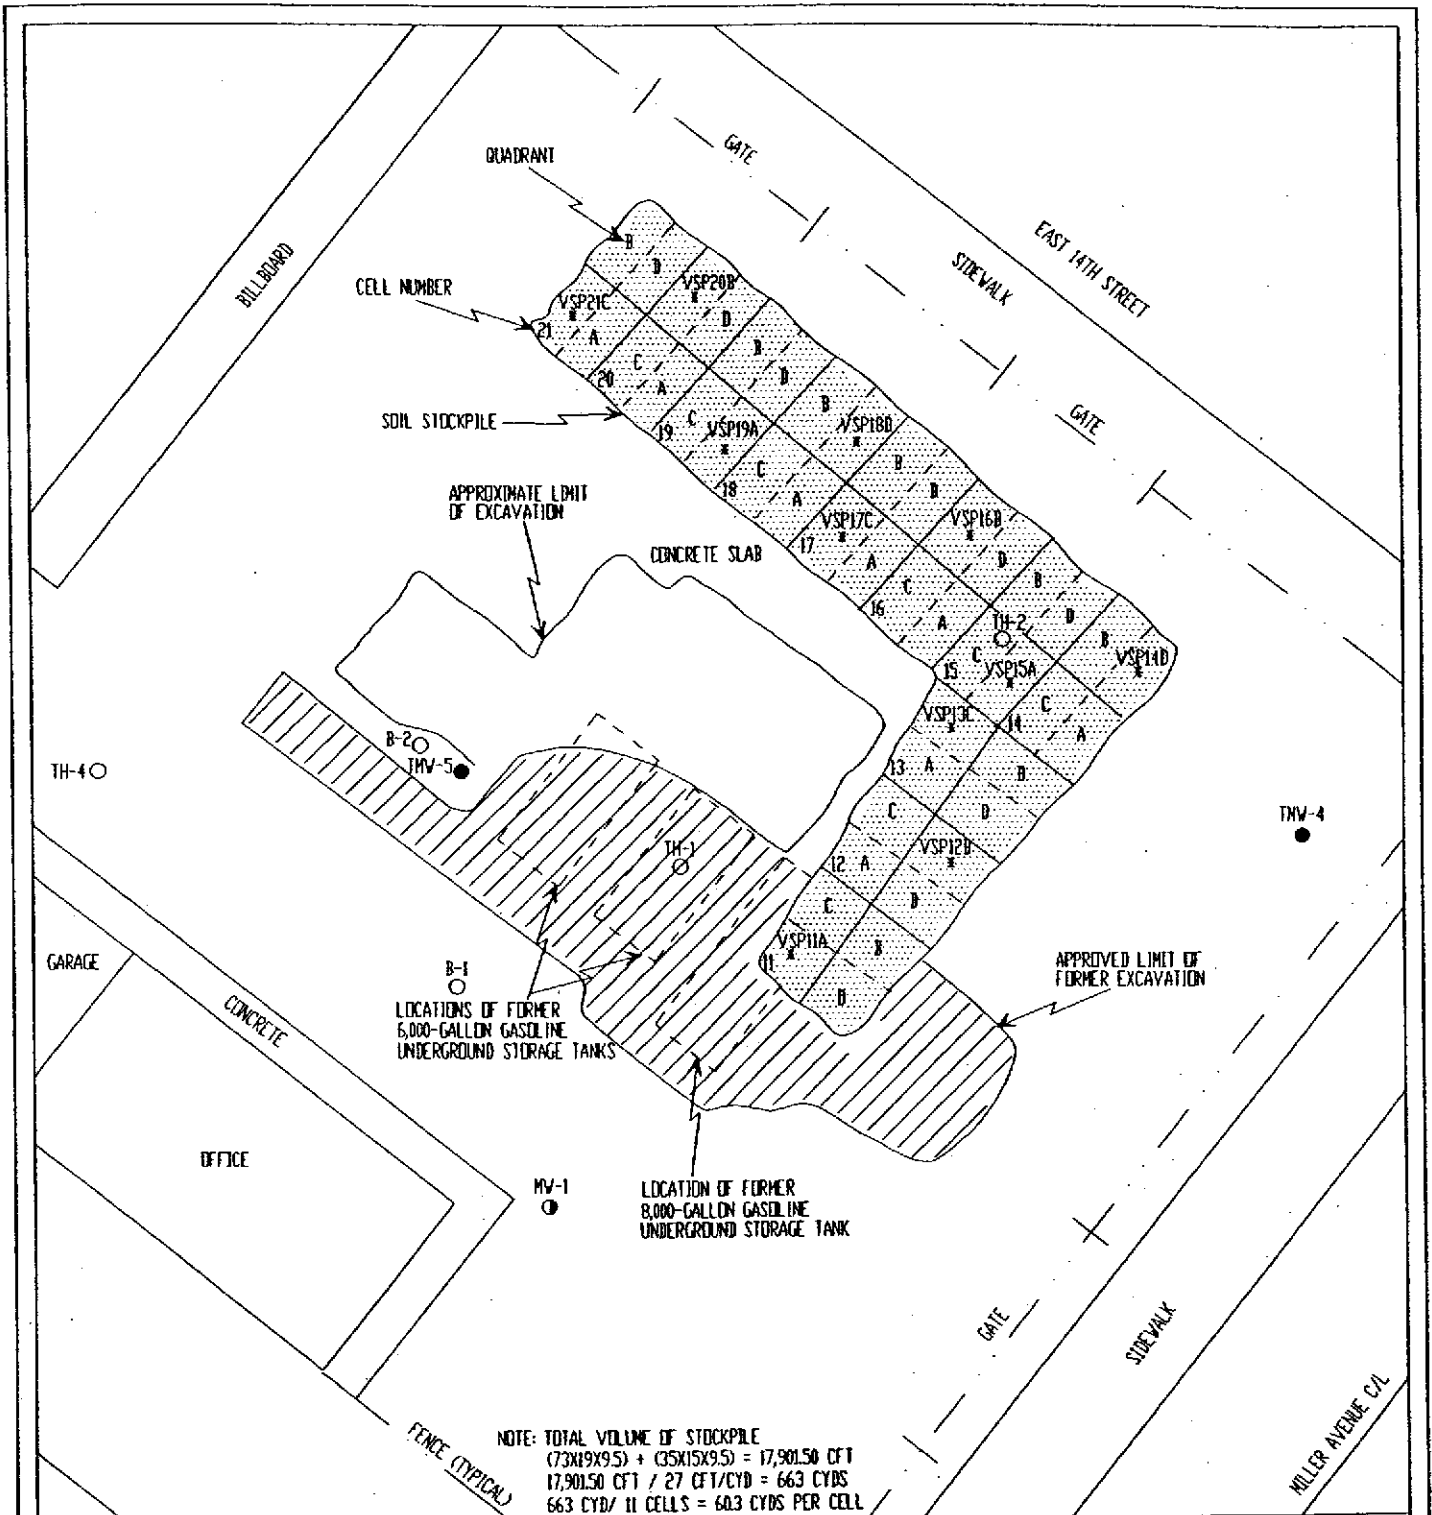 GATE
QUADRANT
EAST 14TH STREET
SIDEWALK
BILLBOARD
CELL NUMBER
B
D
VSP21C
21
A
VSP20B
D
C
20
A
B
D
SOIL STOCKPILE
19
C
VSP19A
B
VSP18D
GATE
C
18
A
B
D
APPROXIMATE LIMIT
OF EXCAVATION
VSP17C
17
A
VSP16B
D
CONCRETE SLAB
C
16
A
B
D
TH-2
C
15
VSP15A
B
VSP14D
VSP13C
14
C
A
B-2
TMW-5
TH-4
13
A
B
D
C
TMW-4
VSP12B
TH-1
12
A
C
D
VSP11A
11
B
D
GARAGE
B-1
APPROVED LIMIT OF
FORMER EXCAVATION
CONCRETE
LOCATIONS OF FORMER
6,000-GALLON GASOLINE
UNDERGROUND STORAGE TANKS
OFFICE
MW-1
LOCATION OF FORMER
8,000-GALLON GASOLINE
UNDERGROUND STORAGE TANK
GATE
SIDEWALK
MILLER AVENUE C/L
FENCE (TYPICAL)
NOTE: TOTAL VOLUME OF STOCKPILE
(73X19X9.5) + (35X15X9.5) = 17,901.50 CFT
17,901.50 CFT / 27 CFT/CYD = 663 CYDS
663 CYD/ 11 CELLS = 60.3 CYDS PER CELL